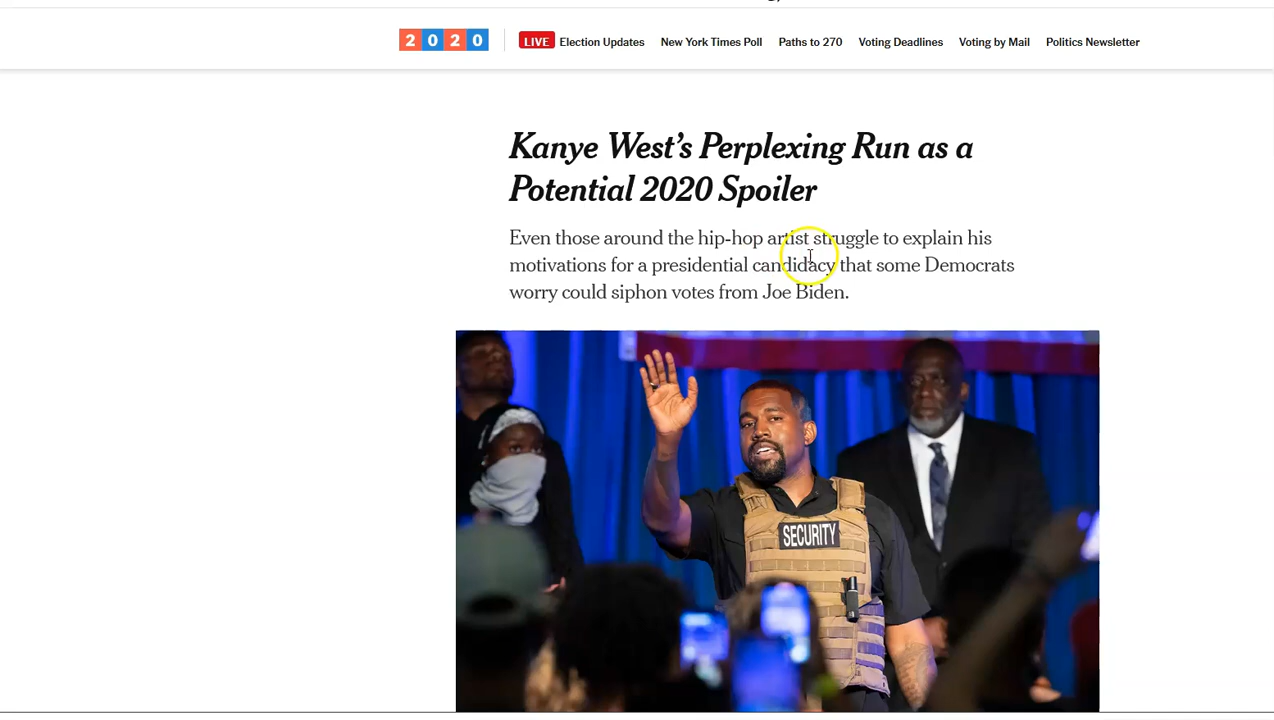 2020 LIVE Election Updates New York Times Poll Paths to 270 Voting Deadlines Voting by Mail Politics Newsletter
Kanye West's Perplexing Run as a
Potential 2020 Spoiler
Even those around the hip-hop artist struggle to explain his
motivations for a presidential candidacy that some Democrats
worry could siphon votes from Joe Biden.
SECURITY